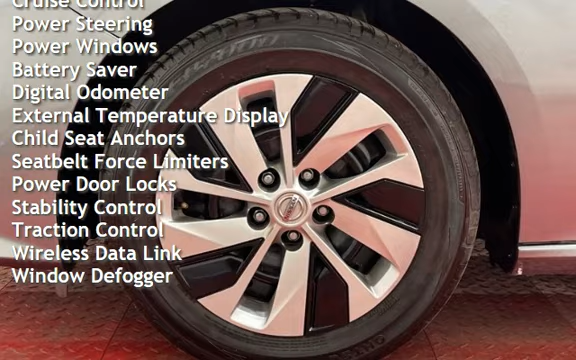 Cruise Control
Power Steering
Power Windows
Battery Saver
Digital Odometer
External Temperature Display
Child Seat Anchors
Seatbelt Force Limiters
Power Door Locks
Stability Control
Traction Control
Wireless Data Link
Window Defogger